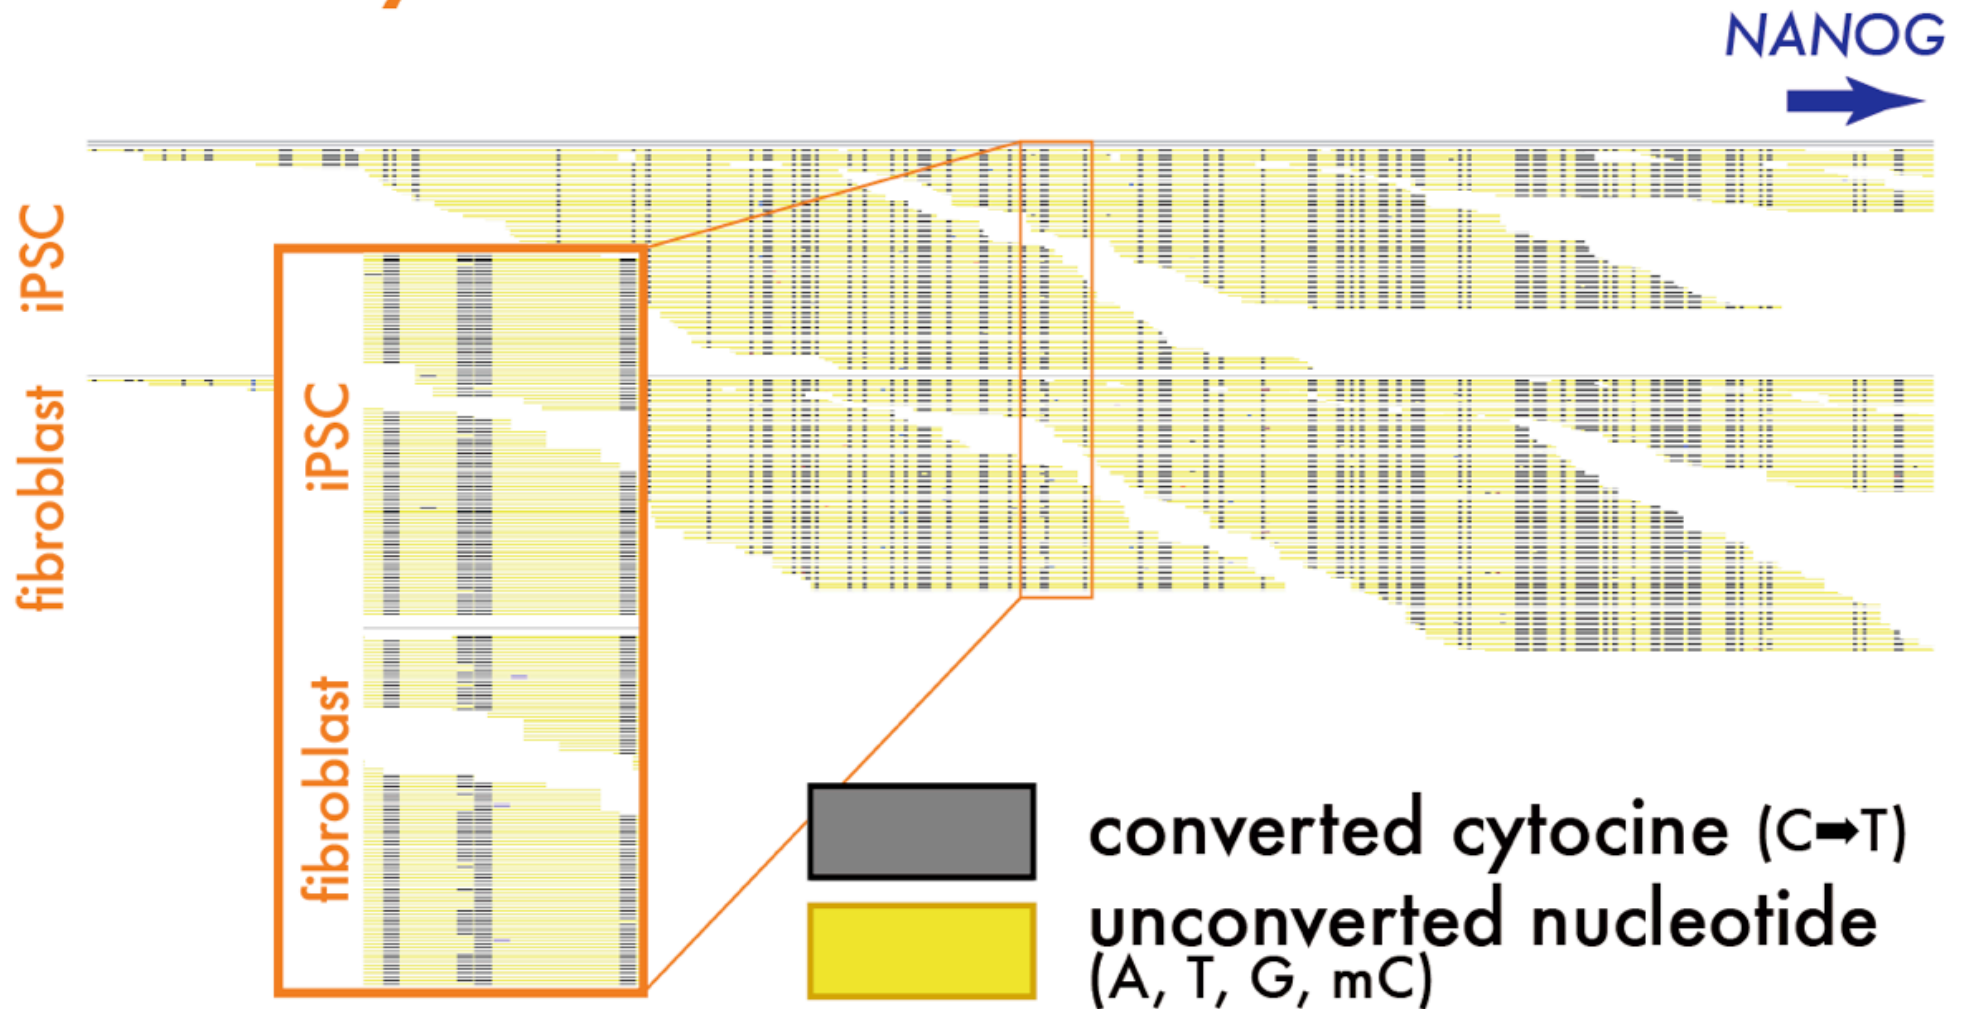 NANOG
iPSC
fibroblast
iPSC
fibroblast
converted cytocine (C➡T)
unconverted nucleotide
(A, T, G, mC)